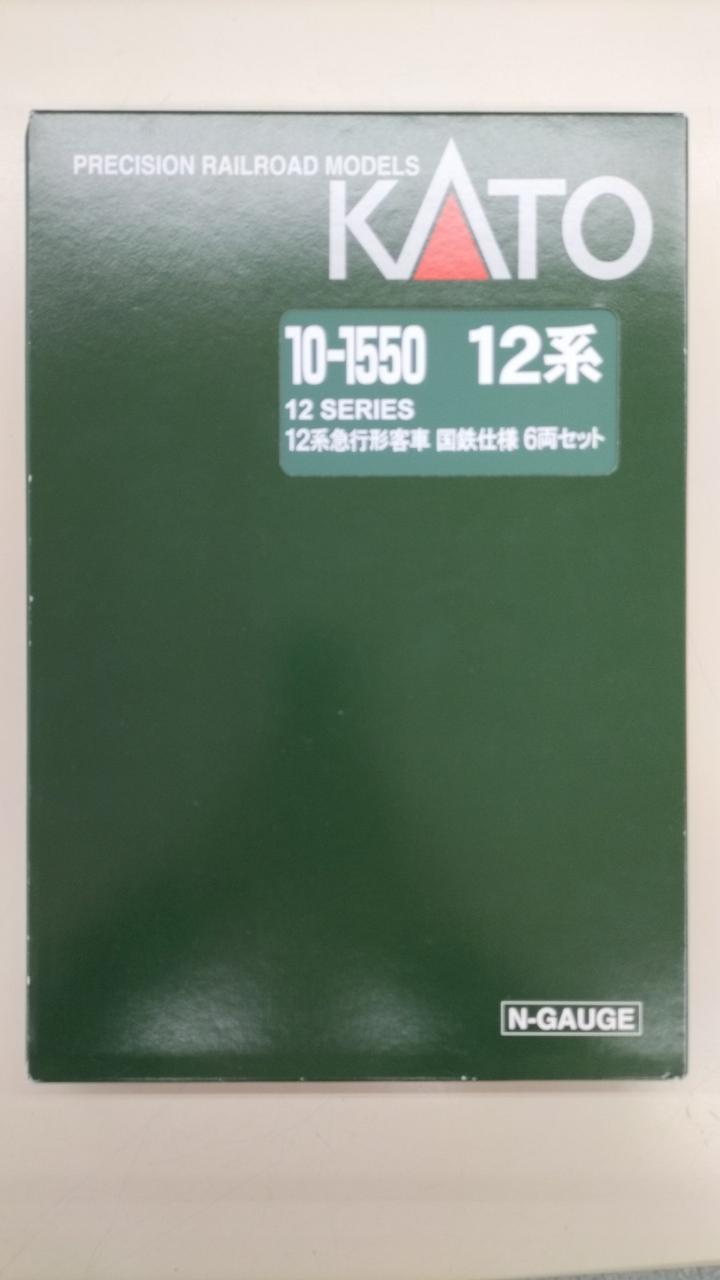 PRECISION RAILROAD MODELS
KATO
10-1550 12系
12 SERIES
12系急行形客車 国鉄仕様 6両セット
N-GAUGE